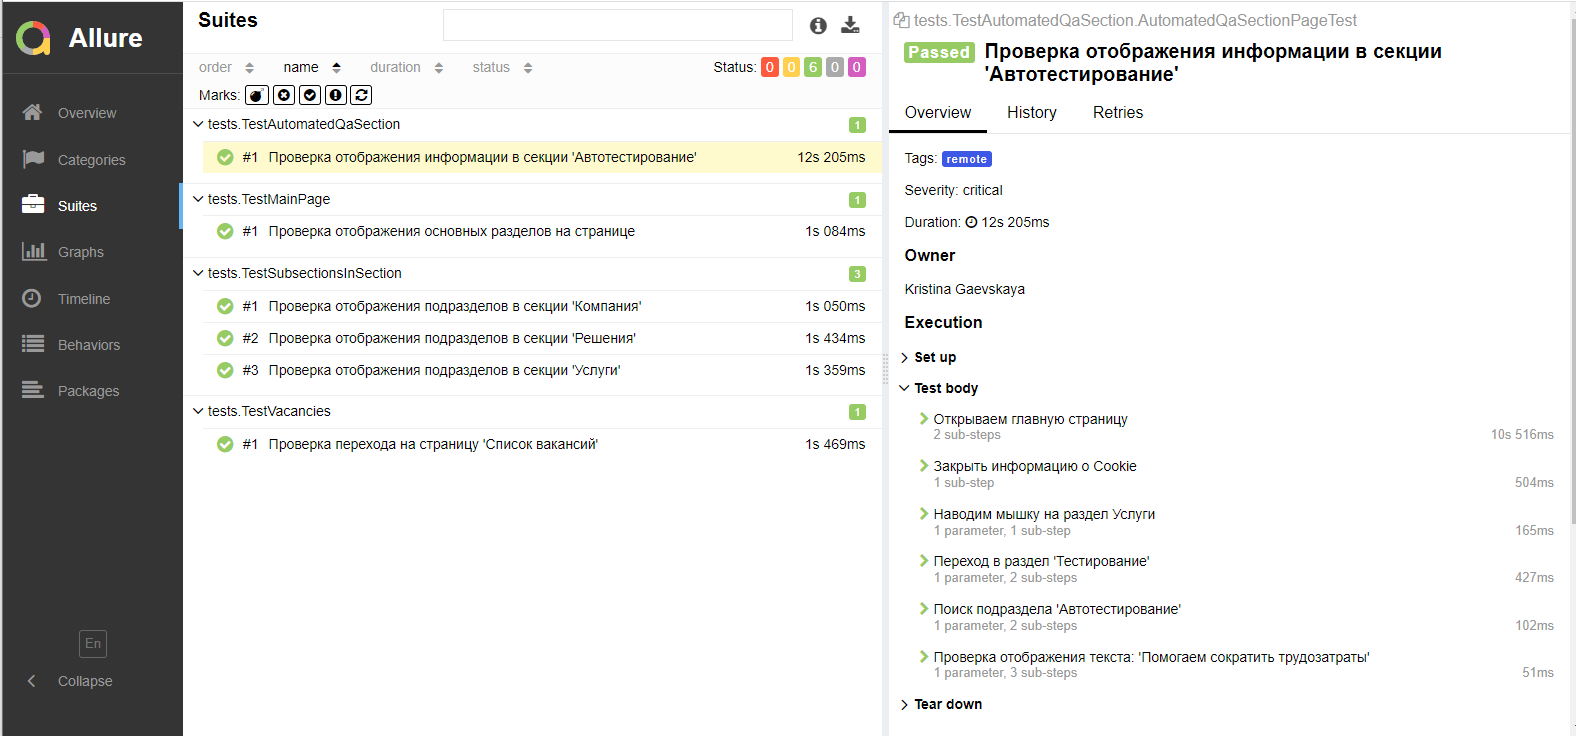 Allure
Overview
Categories
Suites
Graphs
Timeline
Behaviors
Packages
En
Collapse
Suites
order name duration status
Status: 0 0 6 0 0
Marks:
tests.TestAutomatedQaSection 1
#1 Проверка отображения информации в секции 'Автотестирование' 12s 205ms
tests.TestMainPage 1
#1 Проверка отображения основных разделов на странице 1s 084ms
tests.TestSubsectionsInSection 3
#1 Проверка отображения подразделов в секции 'Компания' 1s 050ms
#2 Проверка отображения подразделов в секции 'Решения' 1s 434ms
#3 Проверка отображения подразделов в секции 'Услуги' 1s 359ms
tests.TestVacancies 1
#1 Проверка перехода на страницу 'Список вакансий' 1s 469ms
tests.TestAutomatedQaSection.AutomatedQaSectionPageTest
Passed Проверка отображения информации в секции
'Автотестирование'
Overview History Retries
Tags: remote
Severity: critical
Duration: 12s 205ms
Owner
Kristina Gaevskaya
Execution
Set up
Test body
Открываем главную страницу
2 sub-steps 10s 516ms
Закрыть информацию о Cookie
1 sub-step 504ms
Наводим мышку на раздел Услуги
1 parameter, 1 sub-step 165ms
Переход в раздел 'Тестирование'
1 parameter, 2 sub-steps 427ms
Поиск подраздела 'Автотестирование'
1 parameter, 2 sub-steps 102ms
Проверка отображения текста: 'Помогаем сократить трудозатраты'
1 parameter, 3 sub-steps 51ms
Tear down